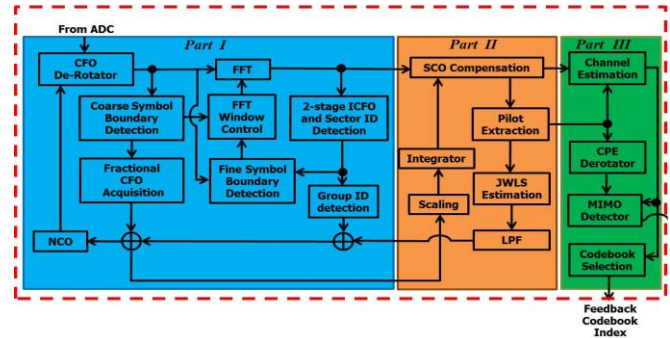 From ADC
Part I
Part II
Part III
CFO
De-Rotator
FFT
SCO Compensation
Channel
Estimation
Coarse Symbol
Boundary
Detection
FFT
Window
Control
2-stage ICFO
and Sector ID
Detection
Pilot
Extraction
Fractional
CFO
Acquisition
Fine Symbol
Boundary
Detection
Integrator
CPE
Derotator
Group ID
detection
Scaling
JWLS
Estimation
MIMO
Detector
NCO
LPF
Codebook
Selection
Feedback
Codebook
Index